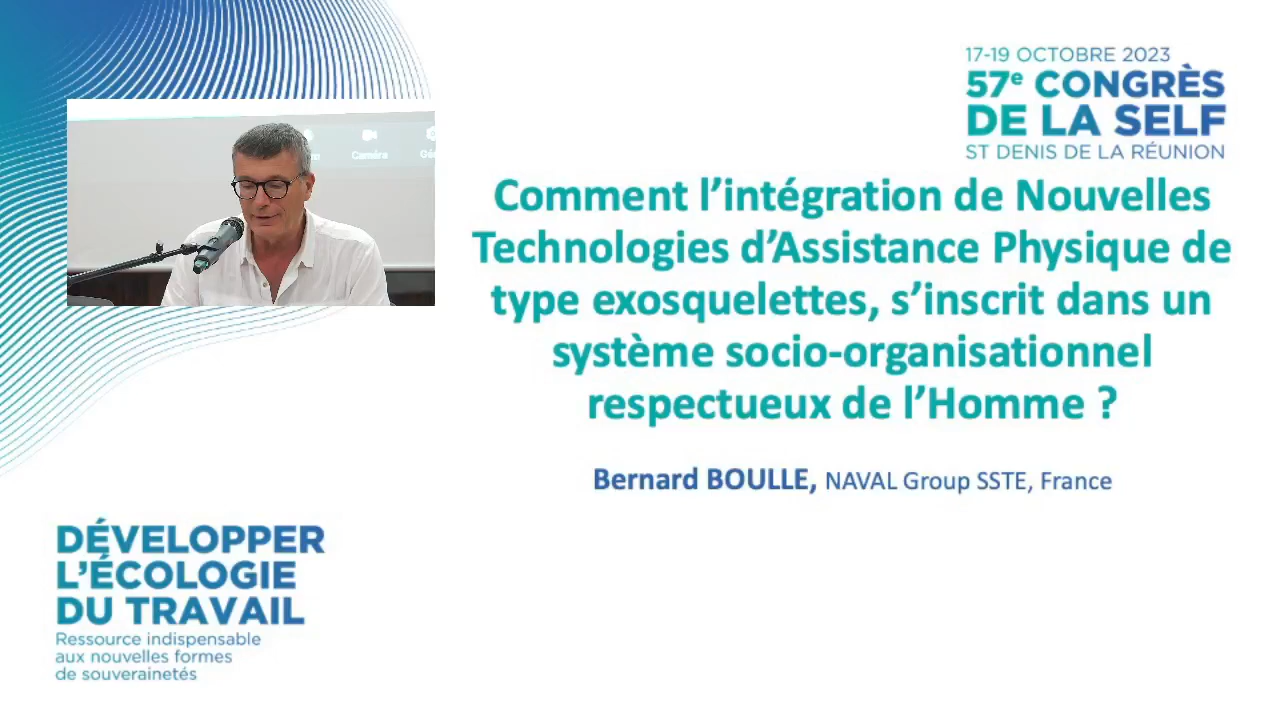 17-19 OCTOBRE 2023
57e CONGRÈS
DE LA SELF
ST DENIS DE LA RÉUNION
Caméra
Comment l’intégration de Nouvelles
Technologies d’Assistance Physique de
type exosquelettes, s’inscrit dans un
système socio-organisationnel
respectueux de l’Homme ?
Bernard BOULLE, NAVAL Group SSTE, France
DÉVELOPPER
L’ÉCOLOGIE
DU TRAVAIL
Ressource indispensable
aux nouvelles formes
de souverainetés